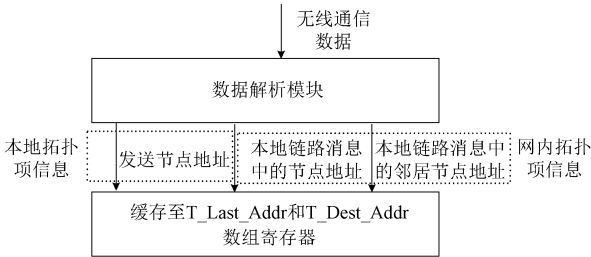 无线通信
数据
数据解析模块
本地拓扑
项信息
发送节点地址
本地链路消息
中的节点地址
本地链路消息中
的邻居节点地址
网内拓扑
项信息
缓存至T_Last_Addr和T_Dest_Addr
数组寄存器